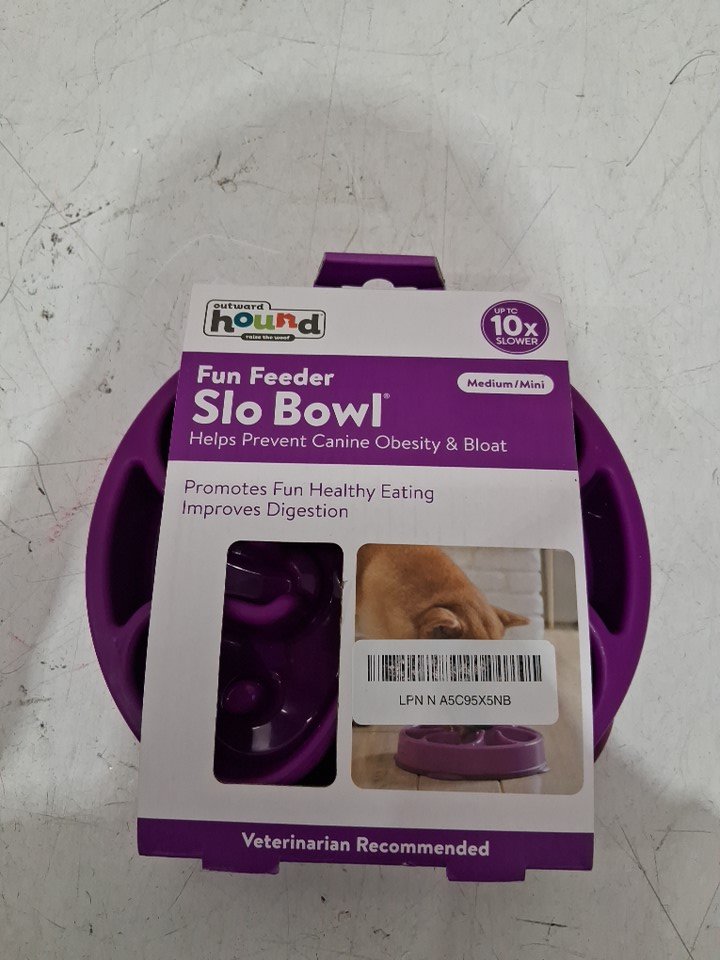 outward
hound
raise the woof
UP TO
10x
SLOWER
Fun Feeder
Medium/Mini
Slo Bowl®
Helps Prevent Canine Obesity & Bloat
Promotes Fun Healthy Eating
Improves Digestion
LPN N A5C95X5NB
Veterinarian Recommended